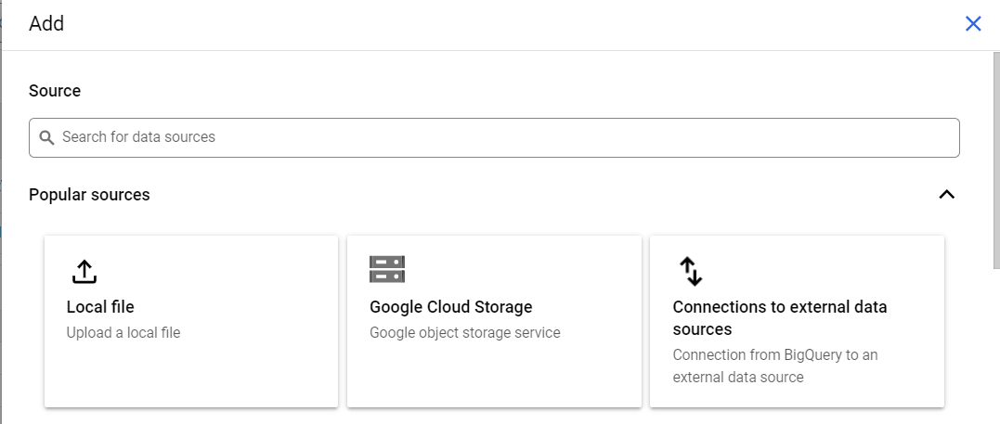 Add
Source
Search for data sources
Popular sources
Local file
Upload a local file
Google Cloud Storage
Google object storage service
Connections to external data
sources
Connection from BigQuery to an
external data source